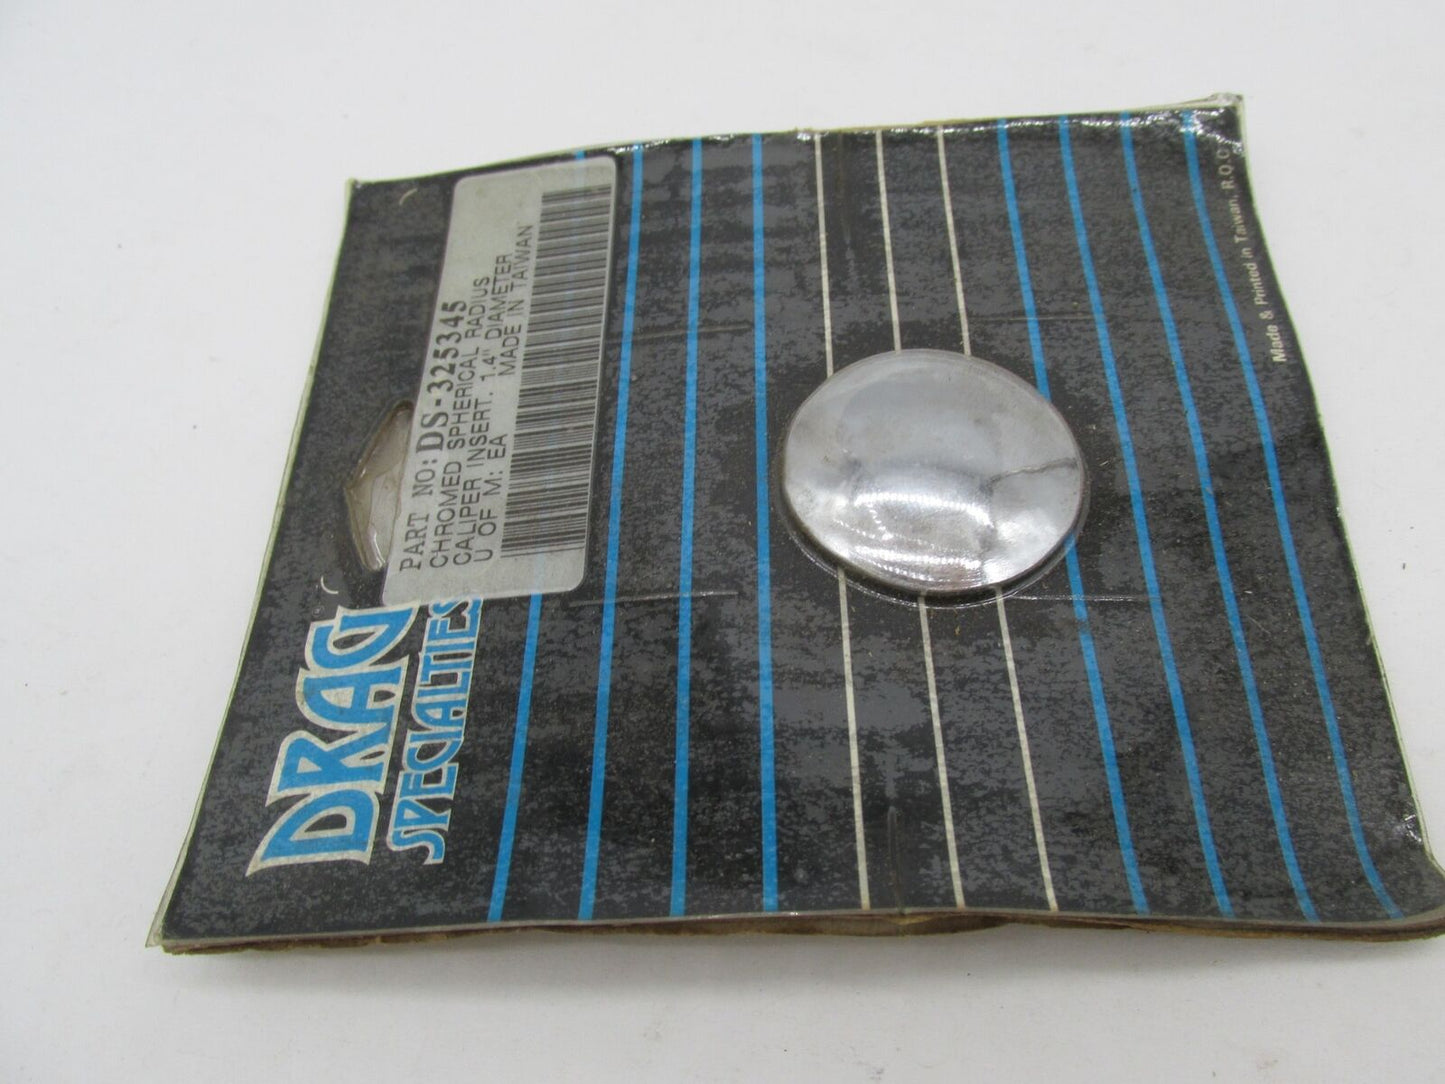 PART NO: DS-325345
CHROMED SPHERICAL RADIUS
CALIPER INSERT. 1.4" DIAMETER
U OF M: EA MADE IN TAIWAN
DRAG
SPECIALTIES
Made & Printed in Taiwan, R.O.C.